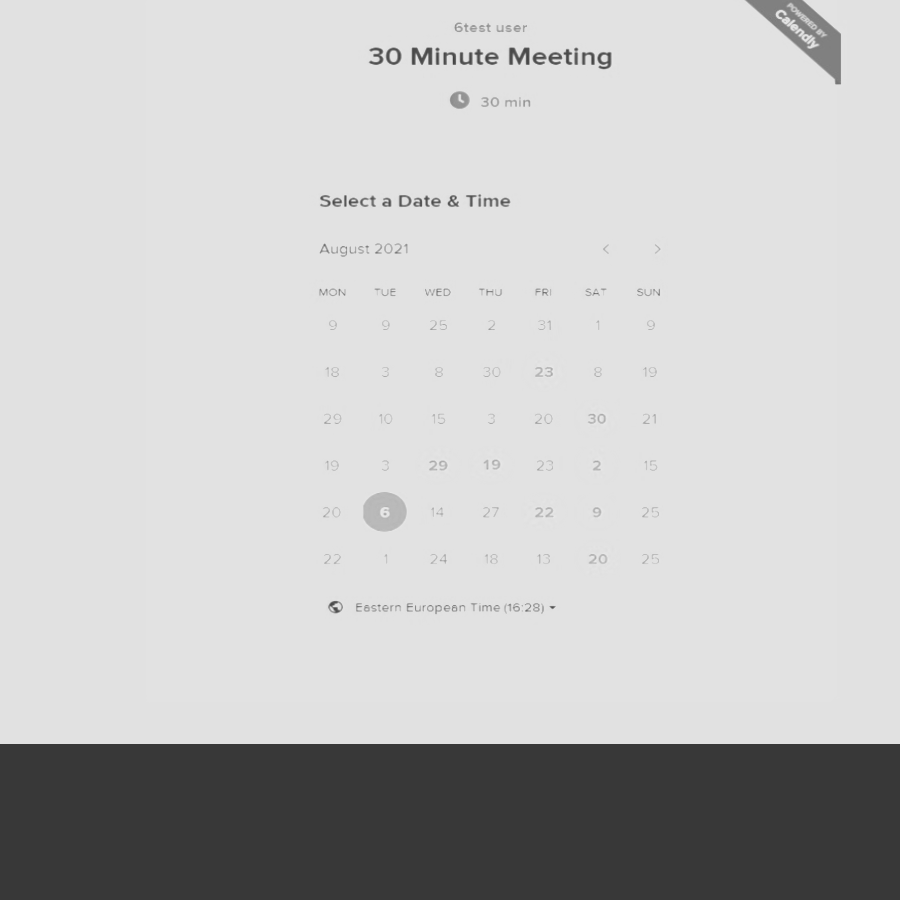 POWERED BY
Calendly
6test user
30 Minute Meeting
30 min
Select a Date & Time
August 2021
MON TUE WED THU FRI SAT SUN
9 9 25 2 31 1 9
18 3 8 30 23 8 19
29 10 15 3 20 30 21
19 3 29 19 23 2 15
20 6 14 27 22 9 25
22 1 24 18 13 20 25
Eastern European Time (16:28)